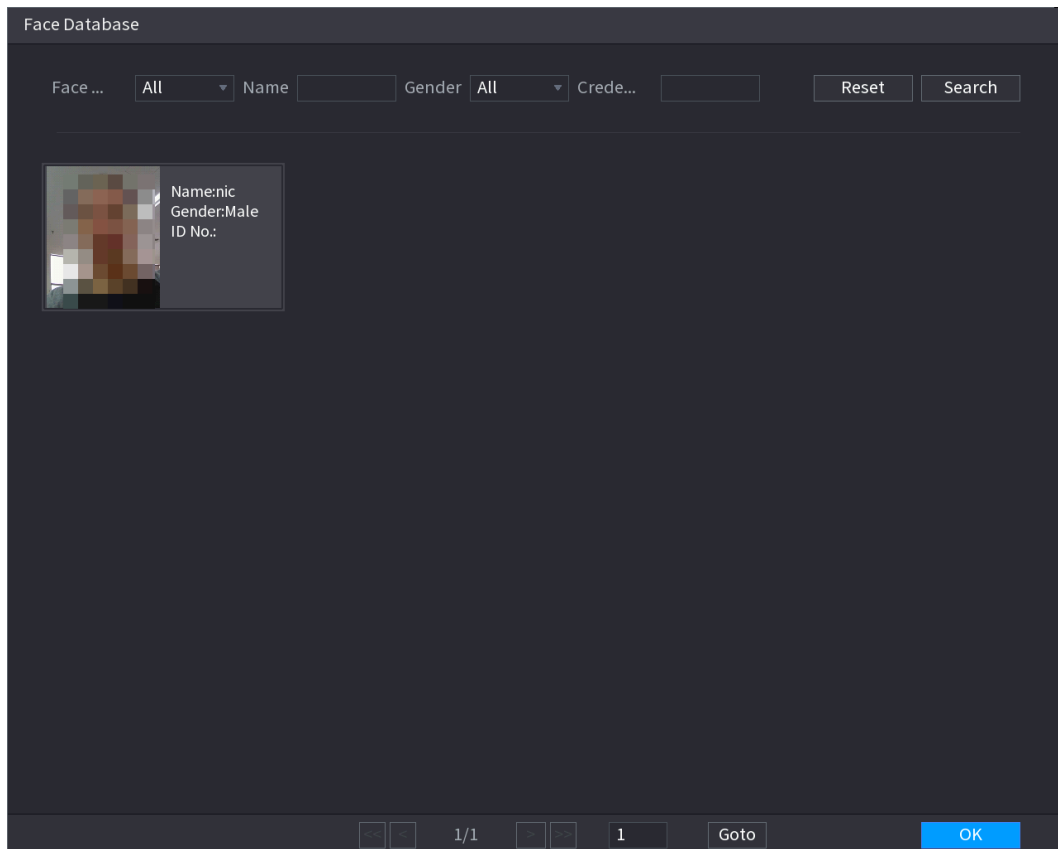 Face Database
Face ... All Name Gender All Crede... Reset Search
Name:nic
Gender:Male
ID No.:
<< < 1/1 > >> 1 Goto OK